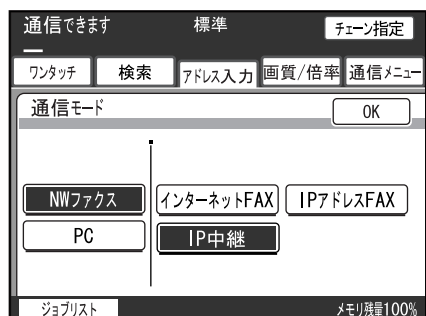 通信できます 標準 チェーン指定
ワンタッチ 検索 アドレス入力 画質/倍率 通信メニュー
通信モード OK
NWファクス インターネットFAX IPアドレスFAX
PC IP中継
ジョブリスト メモリ残量100%